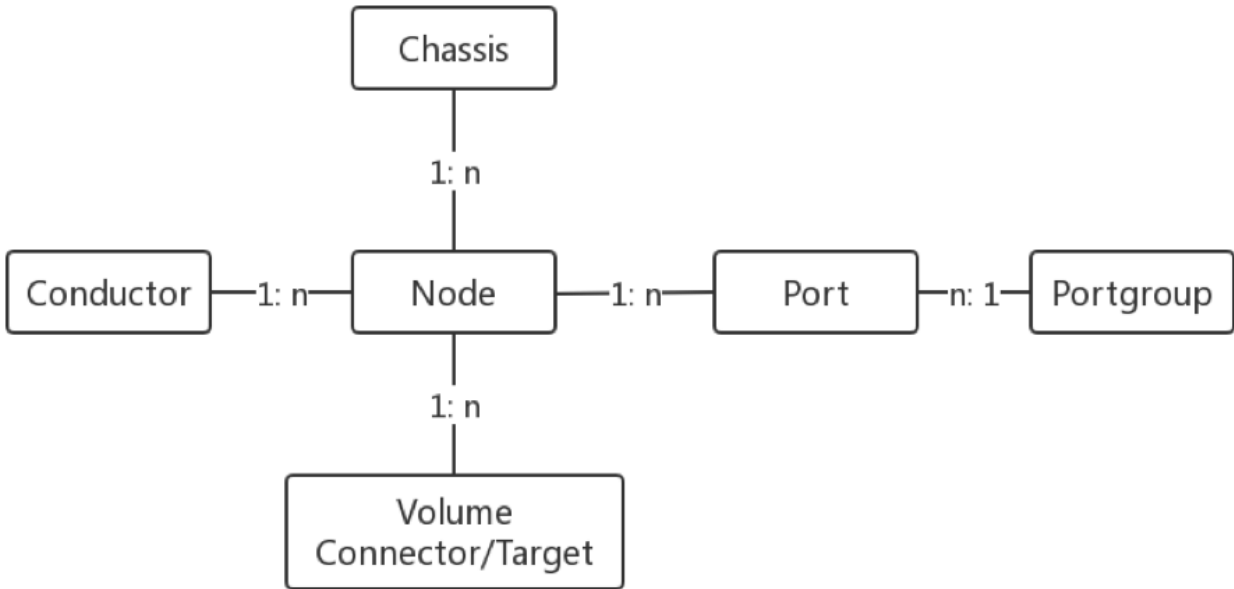 Chassis
1: n
Conductor
1: n
Node
1: n
Port
n: 1
Portgroup
1: n
Volume
Connector/Target